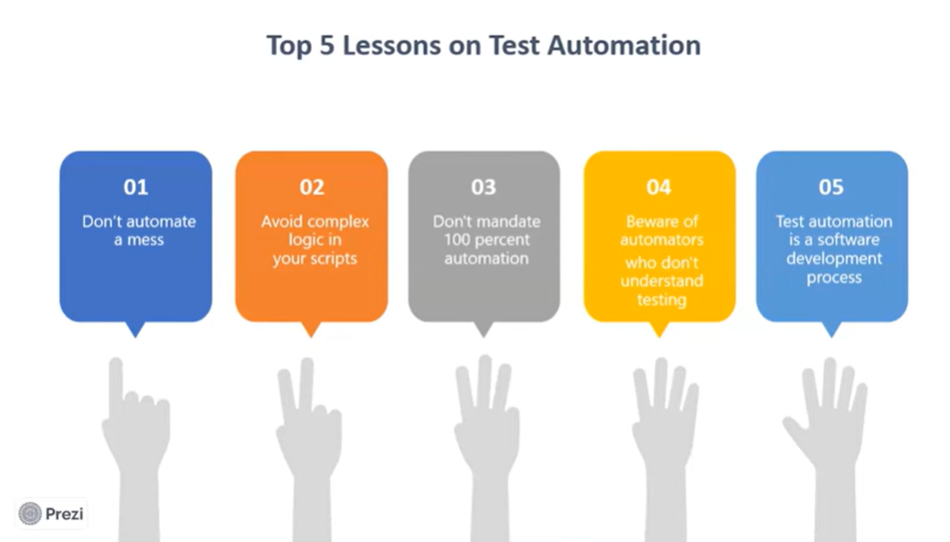 Top 5 Lessons on Test Automation
01
Don't automate
a mess
02
Avoid complex
logic in
your scripts
03
Don't mandate
100 percent
automation
04
Beware of
automators
who don't
understand
testing
05
Test automation
is a software
development
process
Prezi